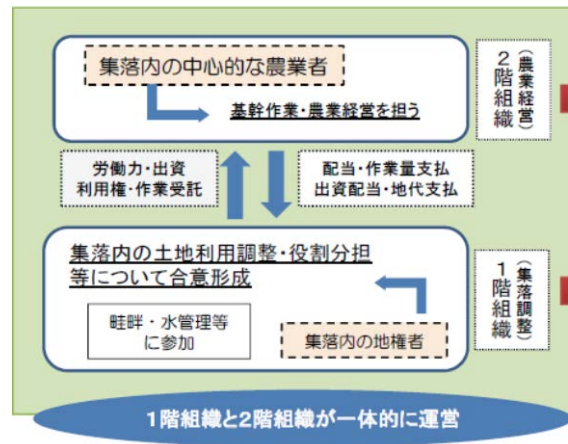 集落内の中心的な農業者
基幹作業・農業経営を担う
2階組織
(農業経営)
労働力・出資
利用権・作業受託
配当・作業量支払
出資配当・地代支払
集落内の土地利用調整・役割分担
等について合意形成
畦畔・水管理等
に参加
集落内の地権者
1階組織
(集落調整)
1階組織と2階組織が一体的に運営